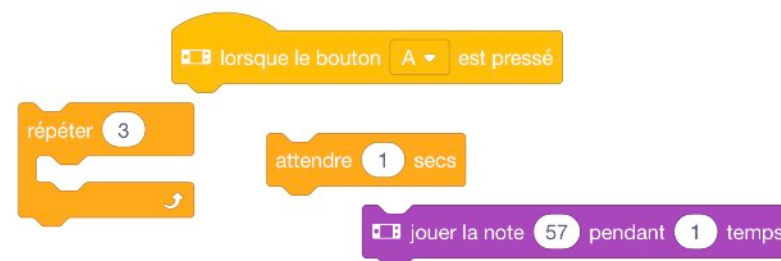 lorsque le bouton A est pressé
répéter 3
attendre 1 secs
jouer la note 57 pendant 1 temps